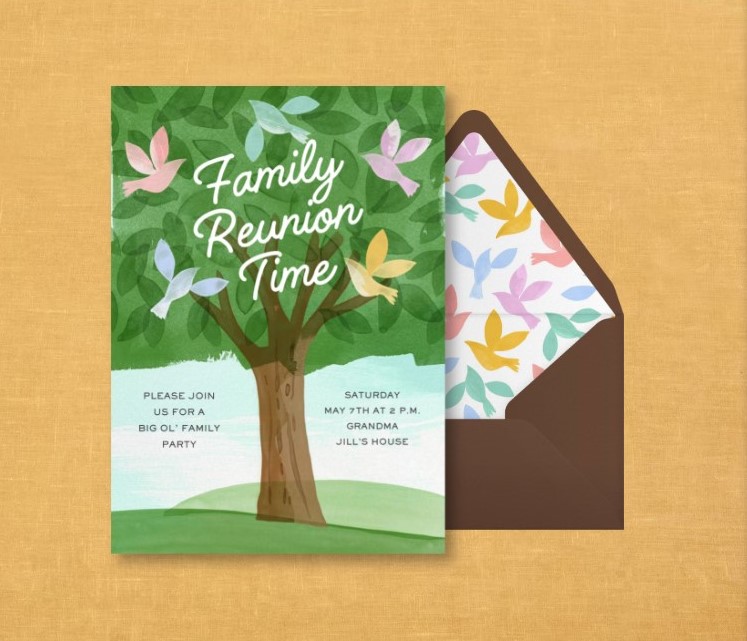 Family
Reunion
Time
PLEASE JOIN
US FOR A
BIG OL' FAMILY
PARTY
SATURDAY
MAY 7TH AT 2 P.M.
GRANDMA
JILL'S HOUSE